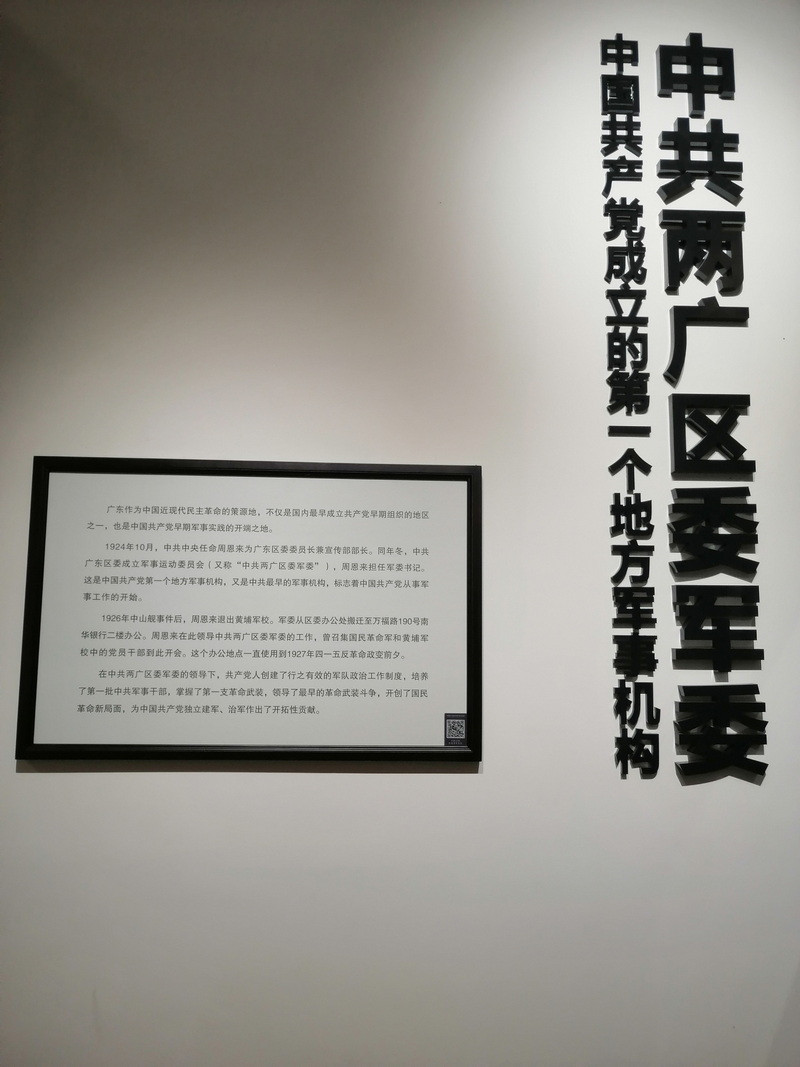 中共两广区委军委
中国共产党成立的第一个地方军事机构
广东作为中国近现代民主革命的策源地，不仅是国内最早成立共产党早期组织的地区
之一，也是中国共产党早期军事实践的开端之地。
1924年10月，中共中央任命周恩来为广东区委委员长兼宣传部部长。同年冬，中共
广东区委成立军事运动委员会（又称“中共两广区委军委”），周恩来担任军委书记。
这是中国共产党第一个地方军事机构，又是中共最早的军事机构，标志着中国共产党从事军
事工作的开始。
1926年中山舰事件后，周恩来退出黄埔军校。军委从区委办公处搬迁至万福路190号南
华银行二楼办公。周恩来在此领导中共两广区委军委的工作，曾召集国民革命军和黄埔军
校中的党员干部到此开会。这个办公地点一直使用到1927年四一五反革命政变前夕。
在中共两广区委军委的领导下，共产党人创建了行之有效的军队政治工作制度，培养
了第一批中共军事干部，掌握了第一支革命武装，领导了最早的革命武装斗争，开创了国民
革命新局面，为中国共产党独立建军、治军作出了开拓性贡献。